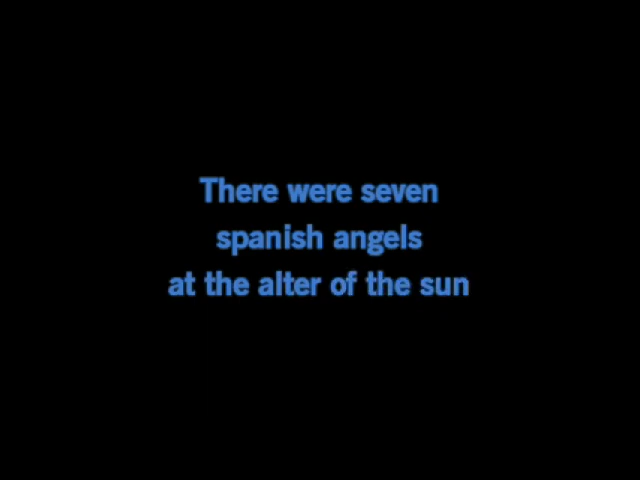 There were seven
spanish angels
at the alter of the sun